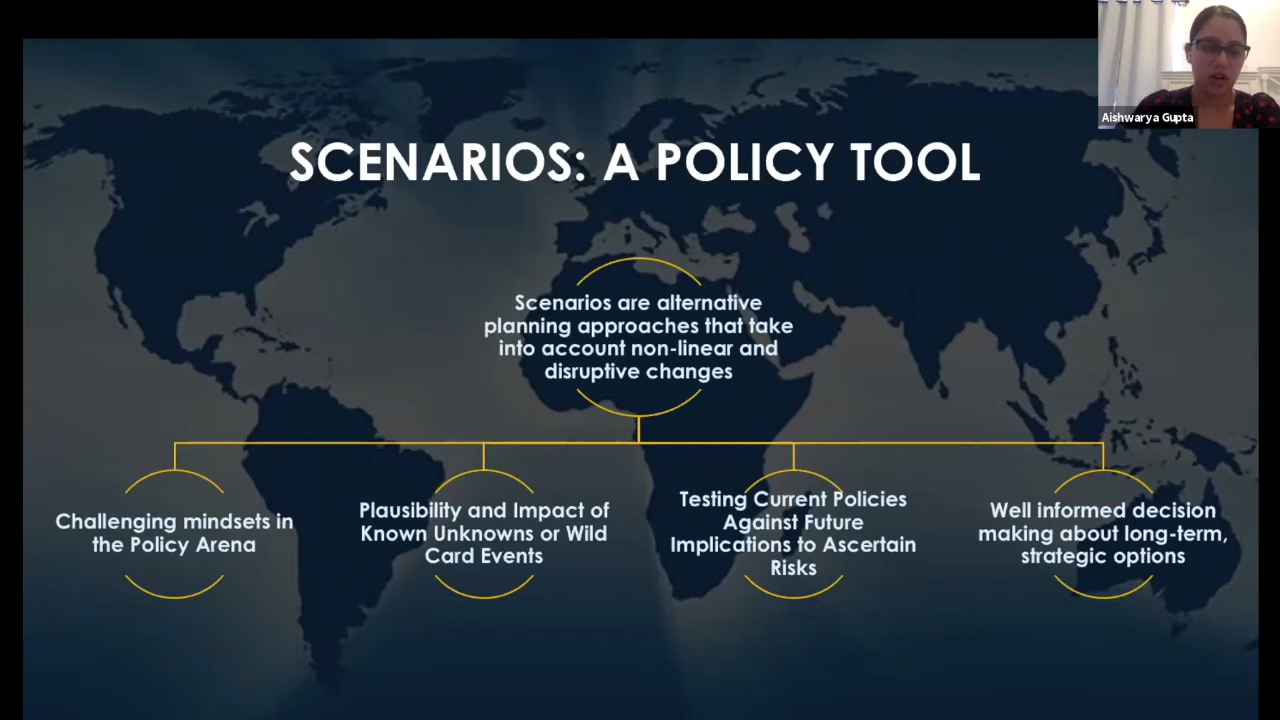 Aishwarya Gupta
SCENARIOS: A POLICY TOOL
Scenarios are alternative
planning approaches that take
into account non-linear and
disruptive changes
Challenging mindsets in
the Policy Arena
Plausibility and Impact of
Known Unknowns or Wild
Card Events
Testing Current Policies
Against Future
Implications to Ascertain
Risks
Well informed decision
making about long-term,
strategic options